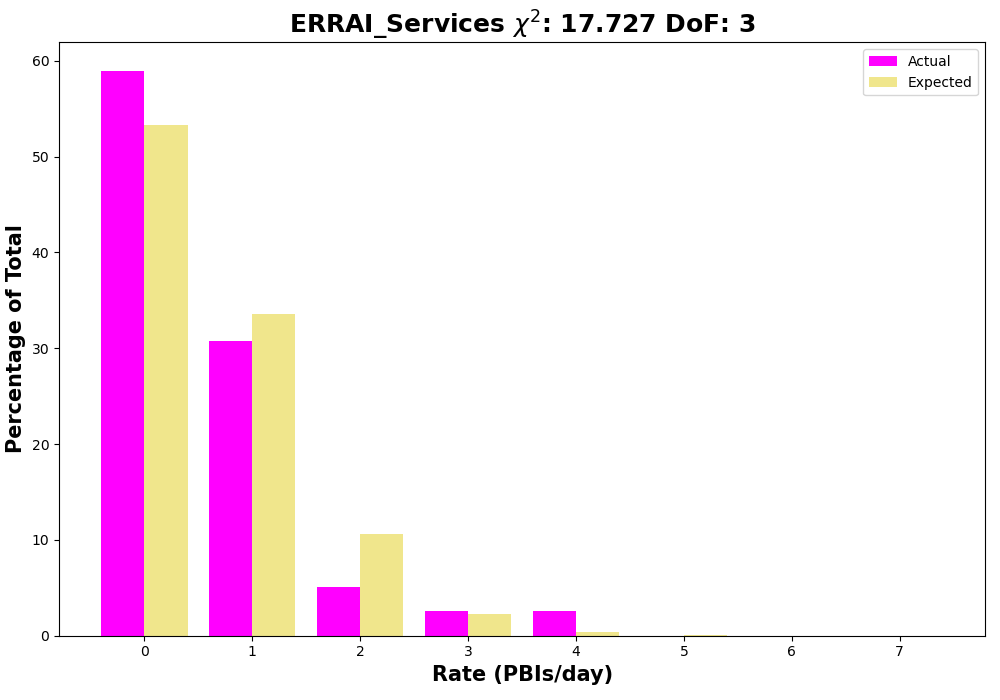 ERRAI_Services χ²: 17.727 DoF: 3
Actual
Expected
Percentage of Total
60
50
40
30
20
10
0
0 1 2 3 4 5 6 7
Rate (PBIs/day)